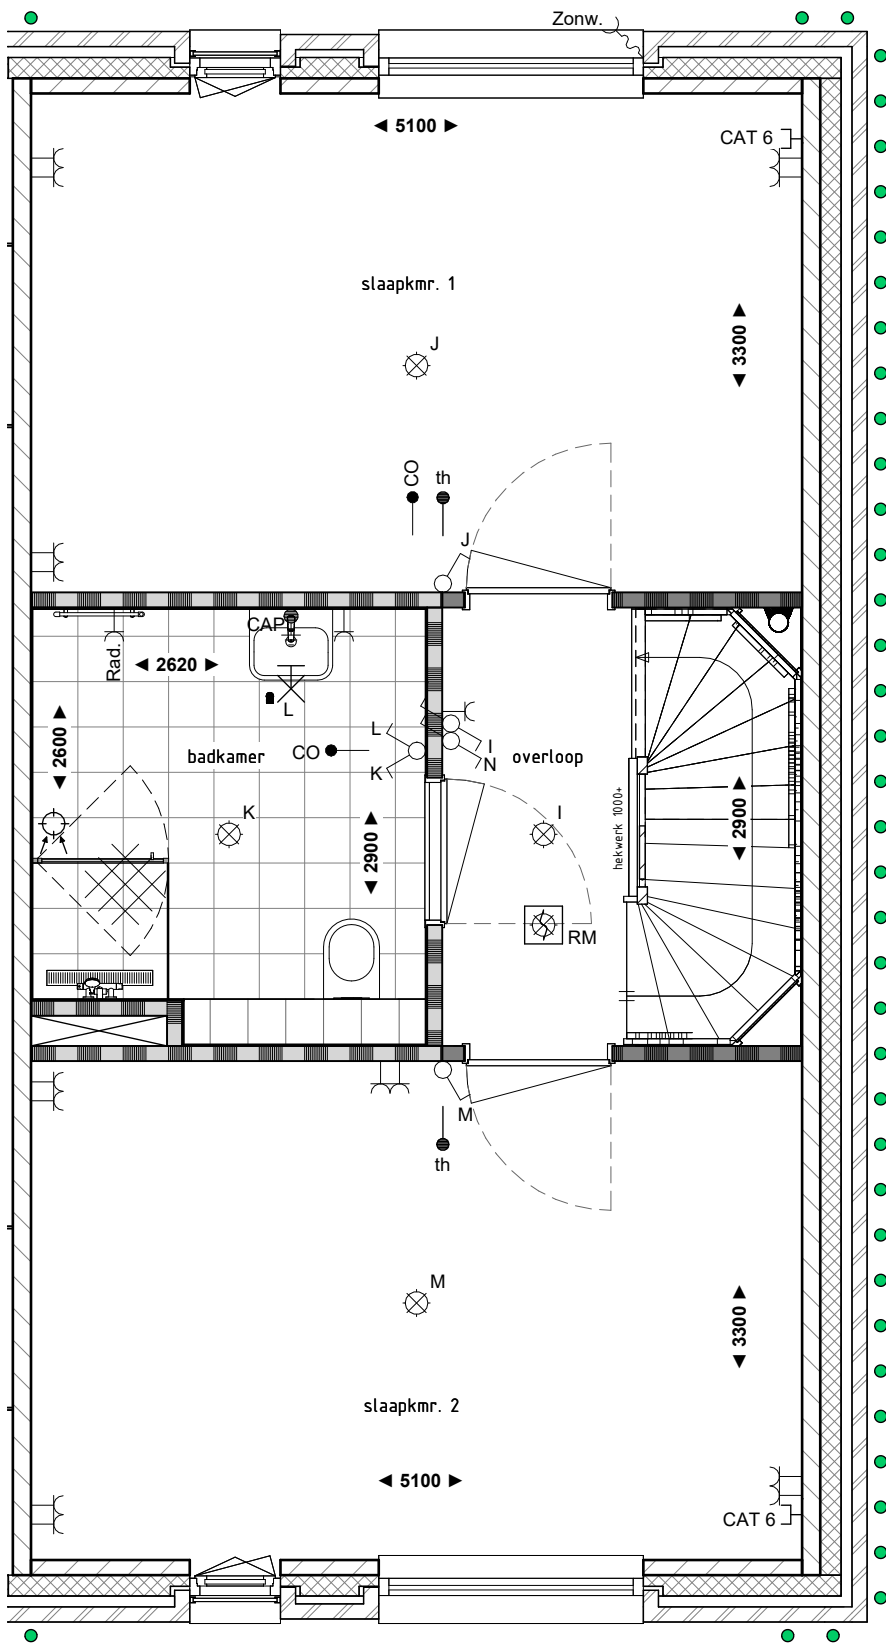 Zonw.
5100
CAT 6
slaapkmr. 1
3300
J
CO
th
J
CAP
Rad.
2620
L
2600
L
I
badkamer
CO
K
N
overloop
hekwerk 1000+
2900
K
2900
I
RM
M
th
M
3300
slaapkmr. 2
5100
CAT 6